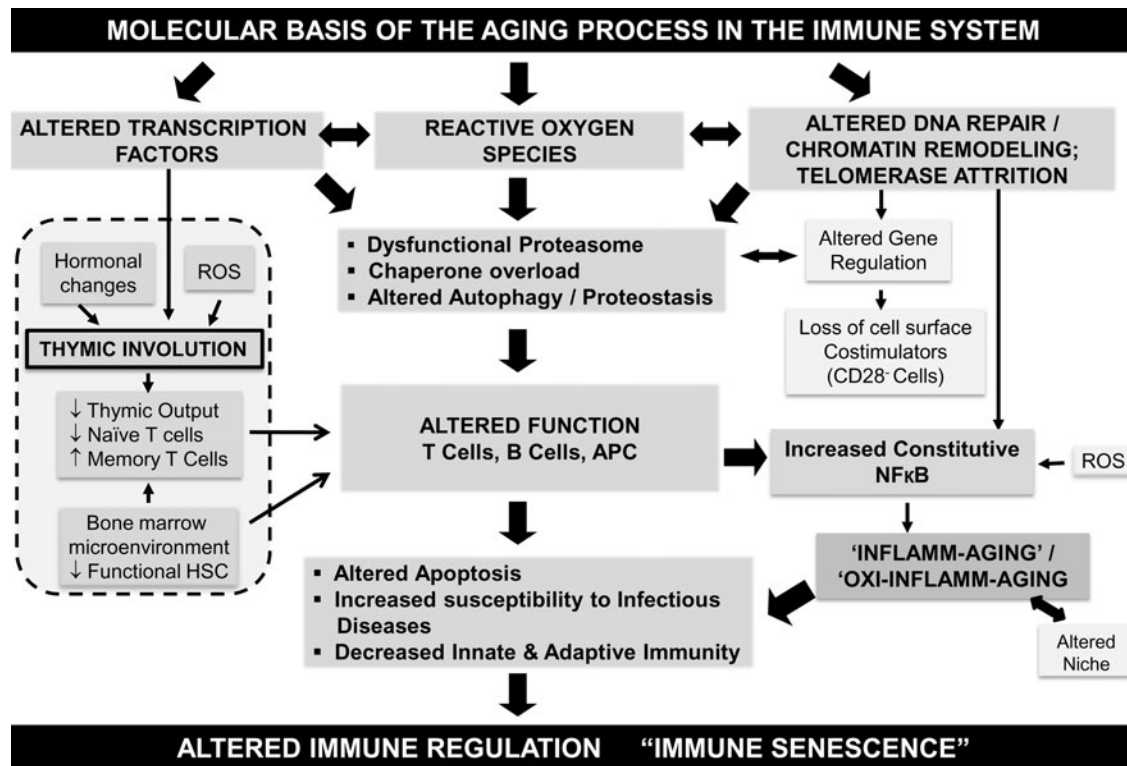 MOLECULAR BASIS OF THE AGING PROCESS IN THE IMMUNE SYSTEM
ALTERED TRANSCRIPTION
FACTORS
REACTIVE OXYGEN
SPECIES
ALTERED DNA REPAIR /
CHROMATIN REMODELING;
TELOMERASE ATTRITION
Hormonal
changes
ROS
THYMIC INVOLUTION
↓ Thymic Output
↓ Naïve T cells
↑ Memory T Cells
Bone marrow
microenvironment
↓ Functional HSC
▪ Dysfunctional Proteasome
▪ Chaperone overload
▪ Altered Autophagy / Proteostasis
Altered Gene
Regulation
Loss of cell surface
Costimulators
(CD28⁻ Cells)
ALTERED FUNCTION
T Cells, B Cells, APC
Increased Constitutive
NFκB
ROS
'INFLAMM-AGING' /
'OXI-INFLAMM-AGING
Altered
Niche
▪ Altered Apoptosis
▪ Increased susceptibility to Infectious
Diseases
▪ Decreased Innate & Adaptive Immunity
ALTERED IMMUNE REGULATION "IMMUNE SENESCENCE"